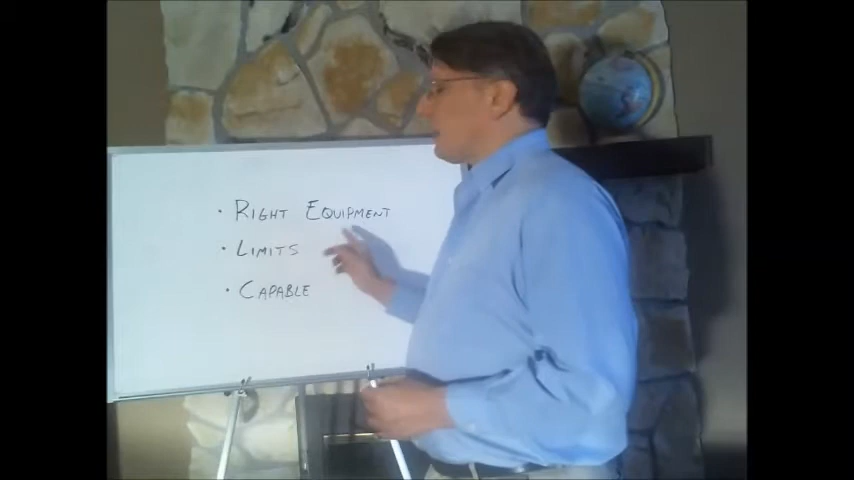 · RIGHT EQUIPMENT
· LIMITS
· CAPABLE